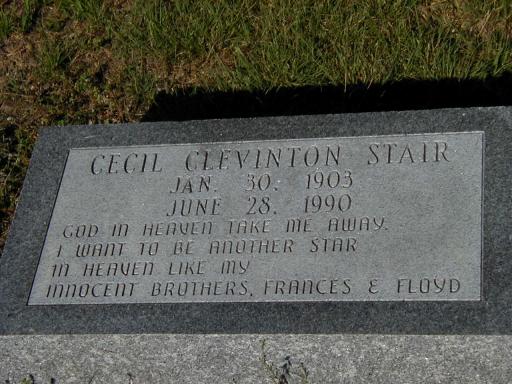 CECIL CLEVINTON STAIR
JAN. 30, 1903
JUNE 28, 1990
GOD IN HEAVEN TAKE ME AWAY.
I WANT TO BE ANOTHER STAR
IN HEAVEN LIKE MY
INNOCENT BROTHERS, FRANCES & FLOYD